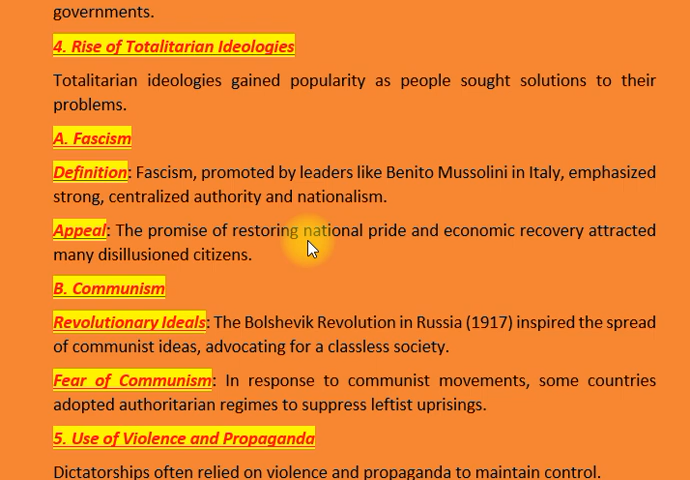 governments.
4. Rise of Totalitarian Ideologies
Totalitarian ideologies gained popularity as people sought solutions to their
problems.
A. Fascism
Definition: Fascism, promoted by leaders like Benito Mussolini in Italy, emphasized
strong, centralized authority and nationalism.
Appeal: The promise of restoring national pride and economic recovery attracted
many disillusioned citizens.
B. Communism
Revolutionary Ideals: The Bolshevik Revolution in Russia (1917) inspired the spread
of communist ideas, advocating for a classless society.
Fear of Communism: In response to communist movements, some countries
adopted authoritarian regimes to suppress leftist uprisings.
5. Use of Violence and Propaganda
Dictatorships often relied on violence and propaganda to maintain control.